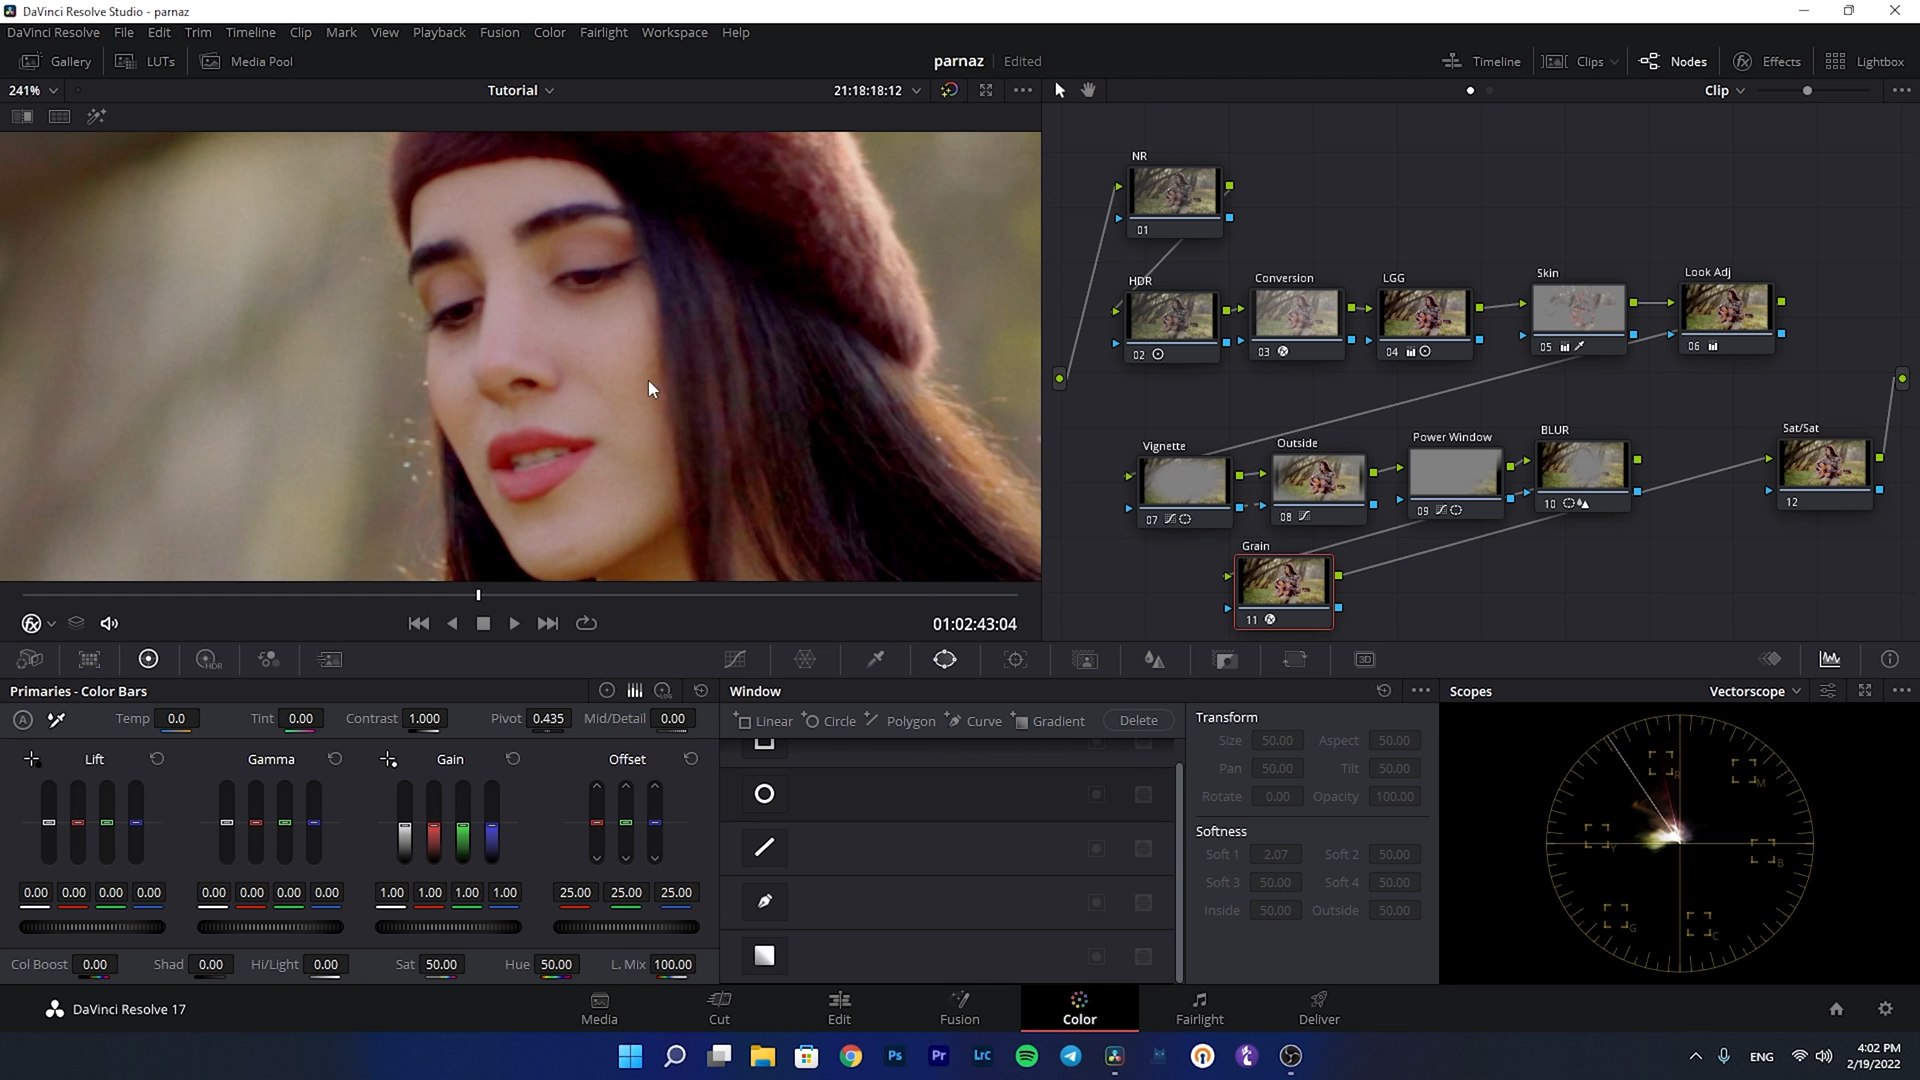 DaVinci Resolve Studio - parnaz
DaVinci Resolve File Edit Trim Timeline Clip Mark View Playback Fusion Color Fairlight Workspace Help
Gallery LUTs Media Pool parnaz Edited Timeline Clips Nodes Effects Lightbox
241% Tutorial 21:18:18:12 Clip
NR
01
HDR Conversion LGG Skin Look Adj
02 03 04 05 06
Vignette Outside Power Window BLUR Sat/Sat
07 08 09 10 12
Grain
11
01:02:43:04
HDR 3D
Primaries - Color Bars Window Scopes Vectorscope
A Temp 0.0 Tint 0.00 Contrast 1.000 Pivot 0.435 Mid/Detail 0.00
Linear Circle Polygon Curve Gradient Delete
Lift Gamma Gain Offset
0.00 0.00 0.00 0.00 0.00 0.00 0.00 0.00 1.00 1.00 1.00 1.00 25.00 25.00 25.00
Col Boost 0.00 Shad 0.00 Hi/Light 0.00 Sat 50.00 Hue 50.00 L. Mix 100.00
Transform
Size 50.00 Aspect 50.00
Pan 50.00 Tilt 50.00
Rotate 0.00 Opacity 100.00
Softness
Soft 1 2.07 Soft 2 50.00
Soft 3 50.00 Soft 4 50.00
Inside 50.00 Outside 50.00
R M
Y B
G C
DaVinci Resolve 17 Media Cut Edit Fusion Color Fairlight Deliver
Ps Pr LrC ENG 4:02 PM
2/19/2022